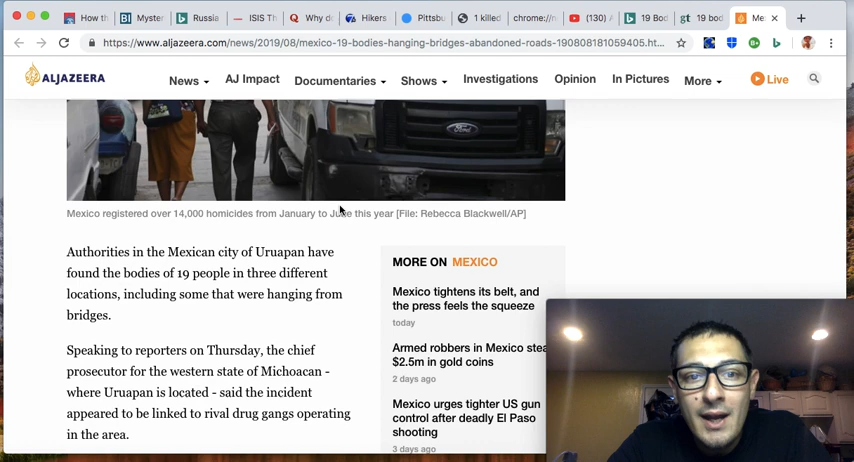 How th
Myster
Russia
ISIS Th
Why do
Hikers
Pittsbu
1 killed
chrome://n
(130) A
19 Bod
19 bod
Me
https://www.aljazeera.com/news/2019/08/mexico-19-bodies-hanging-bridges-abandoned-roads-190808181059405.ht...
ALJAZEERA
News
AJ Impact
Documentaries
Shows
Investigations
Opinion
In Pictures
More
Live
Ford
Mexico registered over 14,000 homicides from January to June this year [File: Rebecca Blackwell/AP]
Authorities in the Mexican city of Uruapan have
found the bodies of 19 people in three different
locations, including some that were hanging from
bridges.
Speaking to reporters on Thursday, the chief
prosecutor for the western state of Michoacan -
where Uruapan is located - said the incident
appeared to be linked to rival drug gangs operating
in the area.
MORE ON MEXICO
Mexico tightens its belt, and
the press feels the squeeze
today
Armed robbers in Mexico stea
$2.5m in gold coins
2 days ago
Mexico urges tighter US gun
control after deadly El Paso
shooting
3 days ago